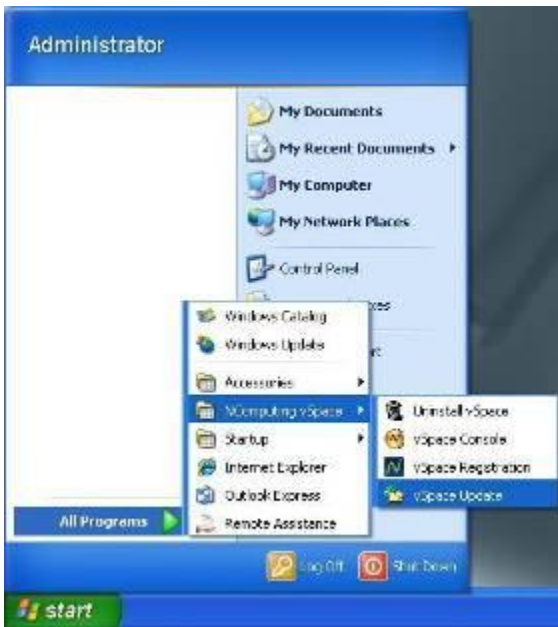 Administrator
My Documents
My Recent Documents
My Computer
My Network Places
Control Panel
Windows Catalog
Windows Update
Accessories
NComputing vSpace
Startup
Internet Explorer
Outlook Express
Remote Assistance
Uninstall vSpace
vSpace Console
vSpace Registration
vSpace Update
All Programs
Log Off
Shut Down
start